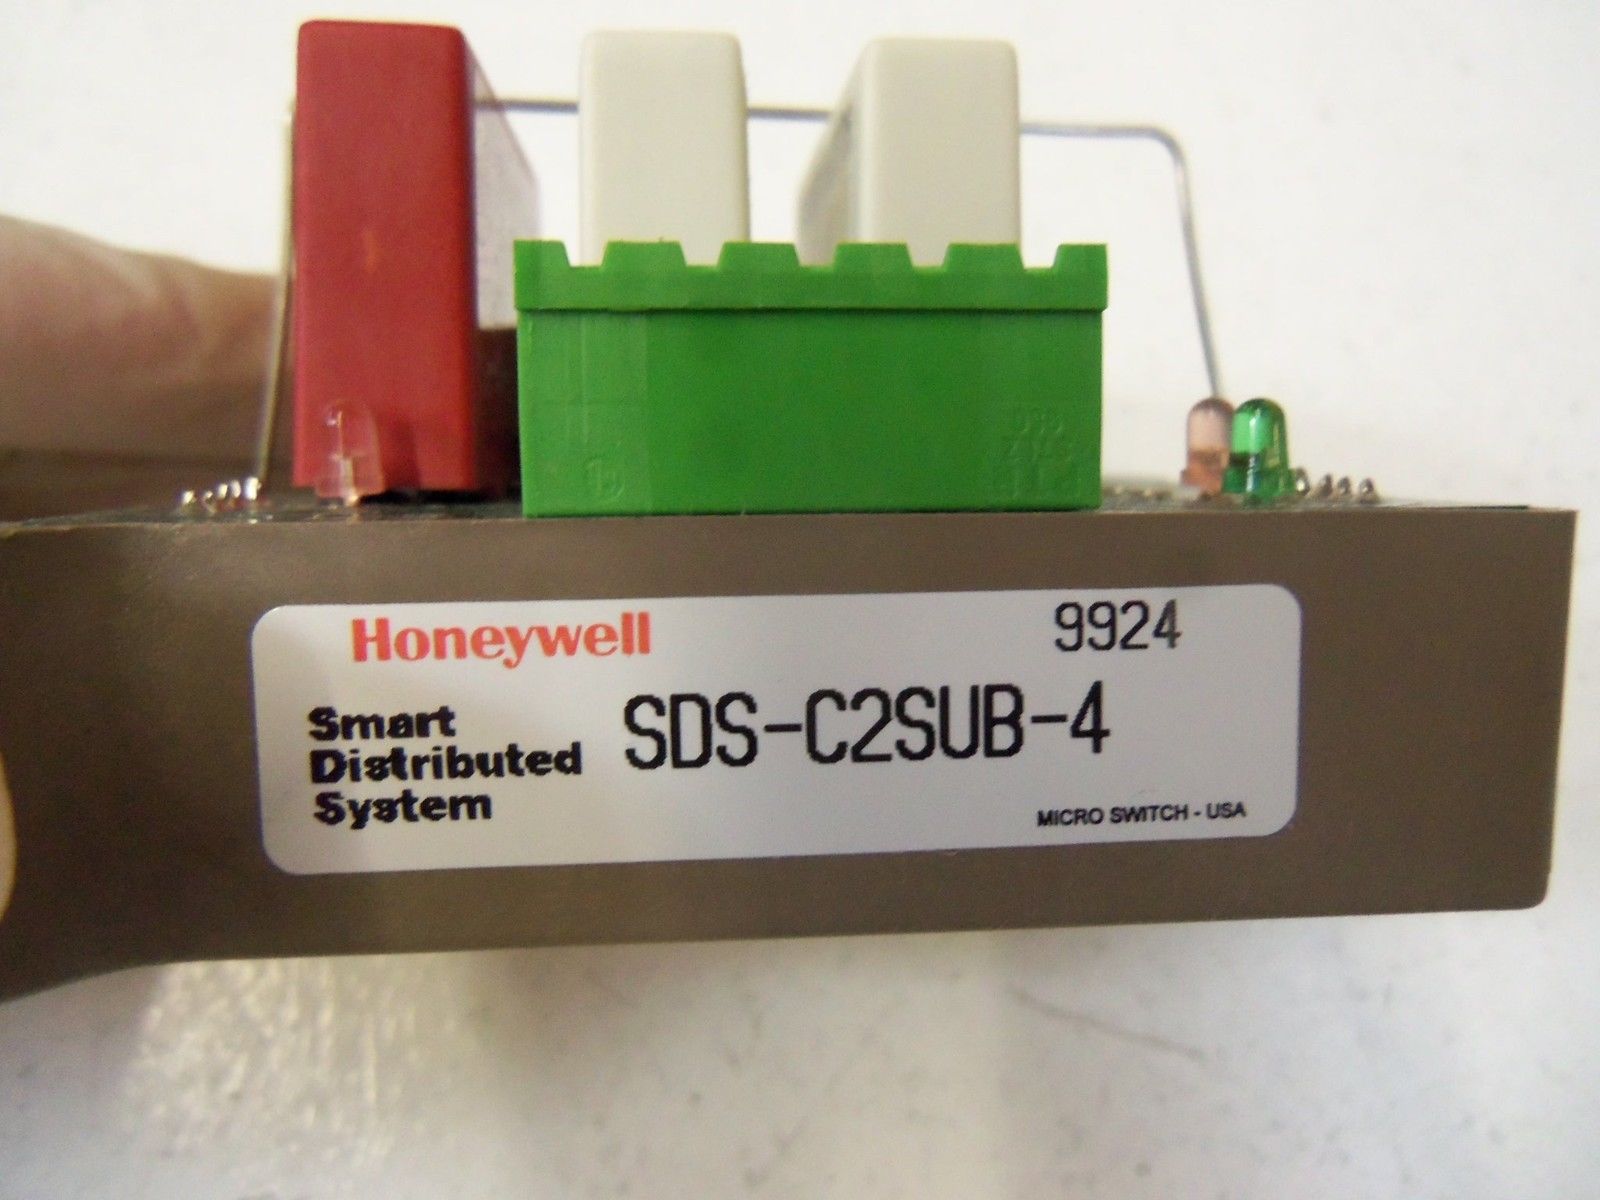 Honeywell 9924
Smart
Distributed
System
SDS-C2SUB-4
MICRO SWITCH - USA